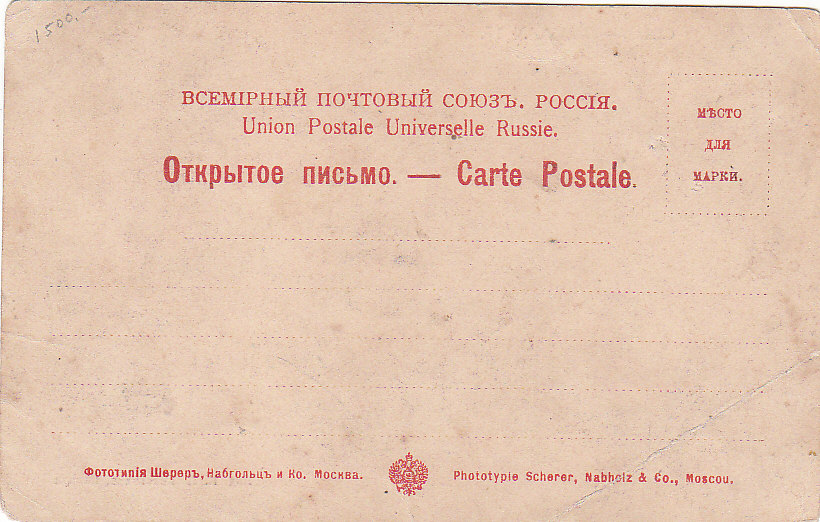 1500.-
ВСЕМІРНЫЙ ПОЧТОВЫЙ СОЮЗЪ. РОССІЯ.
Union Postale Universelle Russie.
Открытое письмо. — Carte Postale.
МѢСТО
ДЛЯ
МАРКИ.
Фототипія Шереръ, Набгольцъ и Ко. Москва.
Phototypie Scherer, Nabholz & Co., Moscou.